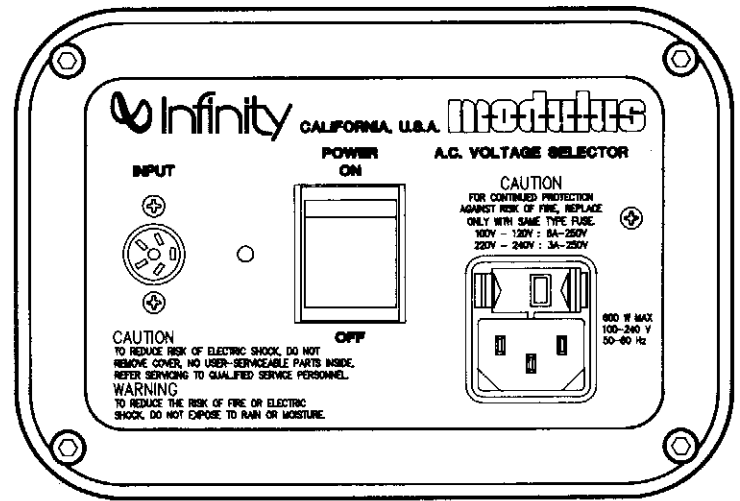 Infinity CALIFORNIA, U.S.A. modulus
INPUT
POWER
ON
OFF
A.C. VOLTAGE SELECTOR
CAUTION
FOR CONTINUED PROTECTION
AGAINST RISK OF FIRE, REPLACE
ONLY WITH SAME TYPE FUSE.
100V - 120V : 6A-250V
220V - 240V : 3A-250V
600 W MAX
100-240 V
50-60 Hz
CAUTION
TO REDUCE RISK OF ELECTRIC SHOCK, DO NOT
REMOVE COVER, NO USER-SERVICEABLE PARTS INSIDE,
REFER SERVICING TO QUALIFIED SERVICE PERSONNEL.
WARNING
TO REDUCE THE RISK OF FIRE OR ELECTRIC
SHOCK, DO NOT EXPOSE TO RAIN OR MOISTURE.